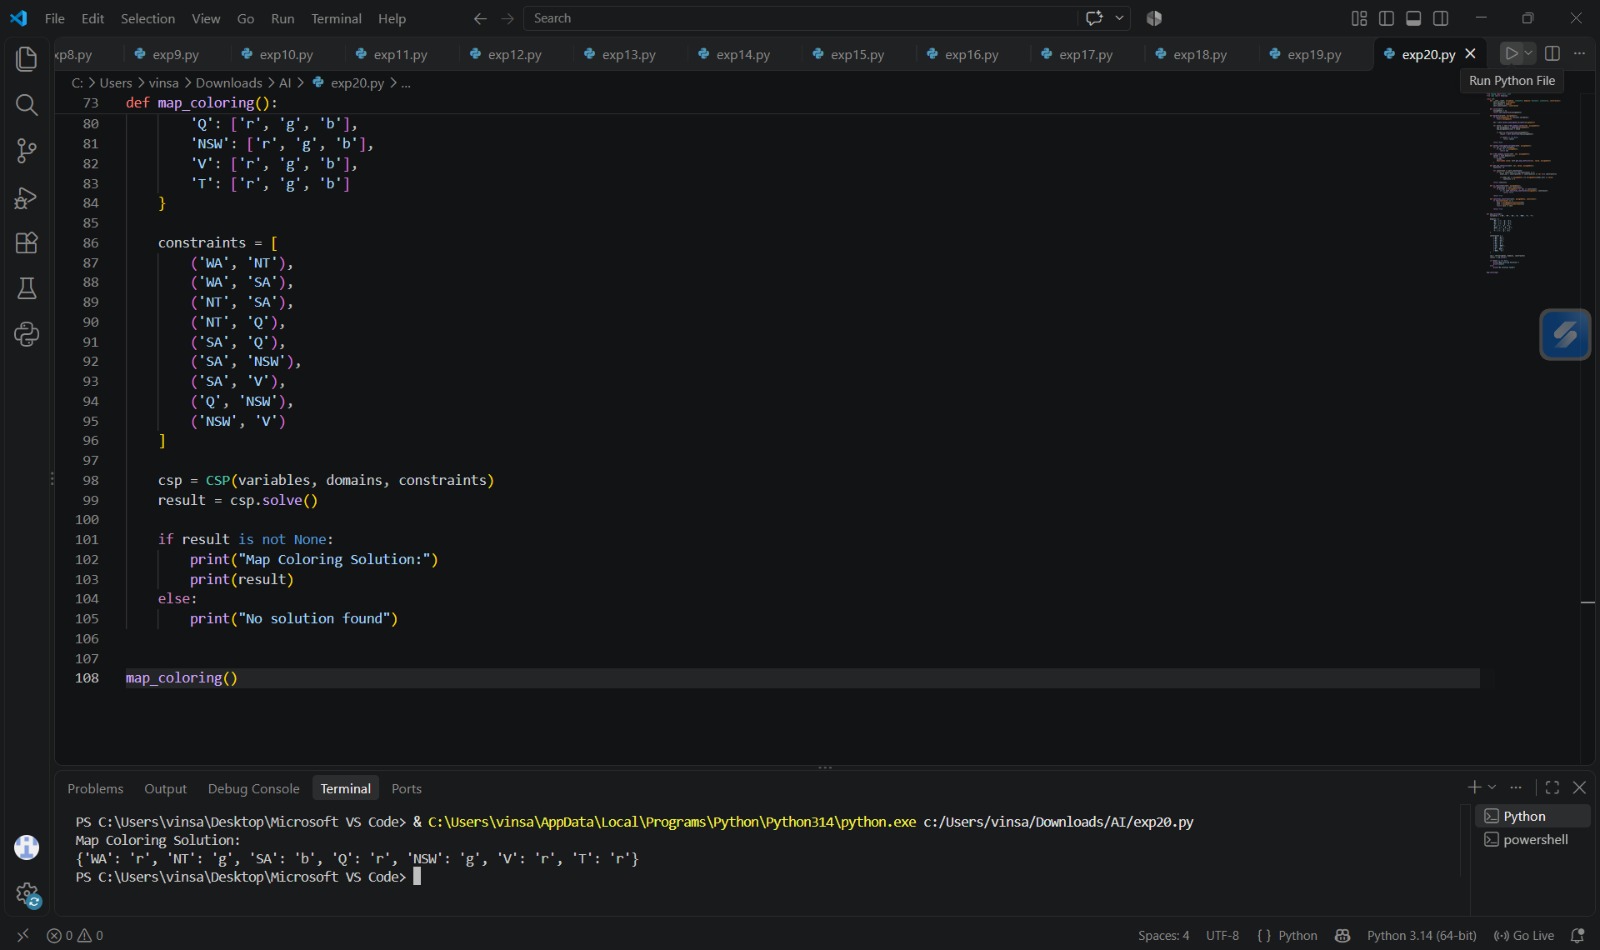 File Edit Selection View Go Run Terminal Help Search
xp8.py exp9.py exp10.py exp11.py exp12.py exp13.py exp14.py exp15.py exp16.py exp17.py exp18.py exp19.py exp20.py
Run Python File
C: > Users > vinsa > Downloads > AI > exp20.py > ...
73 def map_coloring():
80 'Q': ['r', 'g', 'b'],
81 'NSW': ['r', 'g', 'b'],
82 'V': ['r', 'g', 'b'],
83 'T': ['r', 'g', 'b']
84 }
85
86 constraints = [
87 ('WA', 'NT'),
88 ('WA', 'SA'),
89 ('NT', 'SA'),
90 ('NT', 'Q'),
91 ('SA', 'Q'),
92 ('SA', 'NSW'),
93 ('SA', 'V'),
94 ('Q', 'NSW'),
95 ('NSW', 'V')
96 ]
97
98 csp = CSP(variables, domains, constraints)
99 result = csp.solve()
100
101 if result is not None:
102 print("Map Coloring Solution:")
103 print(result)
104 else:
105 print("No solution found")
106
107
108 map_coloring()
Problems Output Debug Console Terminal Ports
PS C:\Users\vinsa\Desktop\Microsoft VS Code> & C:\Users\vinsa\AppData\Local\Programs\Python\Python314\python.exe c:/Users/vinsa/Downloads/AI/exp20.py
Map Coloring Solution:
{'WA': 'r', 'NT': 'g', 'SA': 'b', 'Q': 'r', 'NSW': 'g', 'V': 'r', 'T': 'r'}
PS C:\Users\vinsa\Desktop\Microsoft VS Code>
Python
powershell
0 0 Spaces: 4 UTF-8 { } Python Python 3.14 (64-bit) Go Live